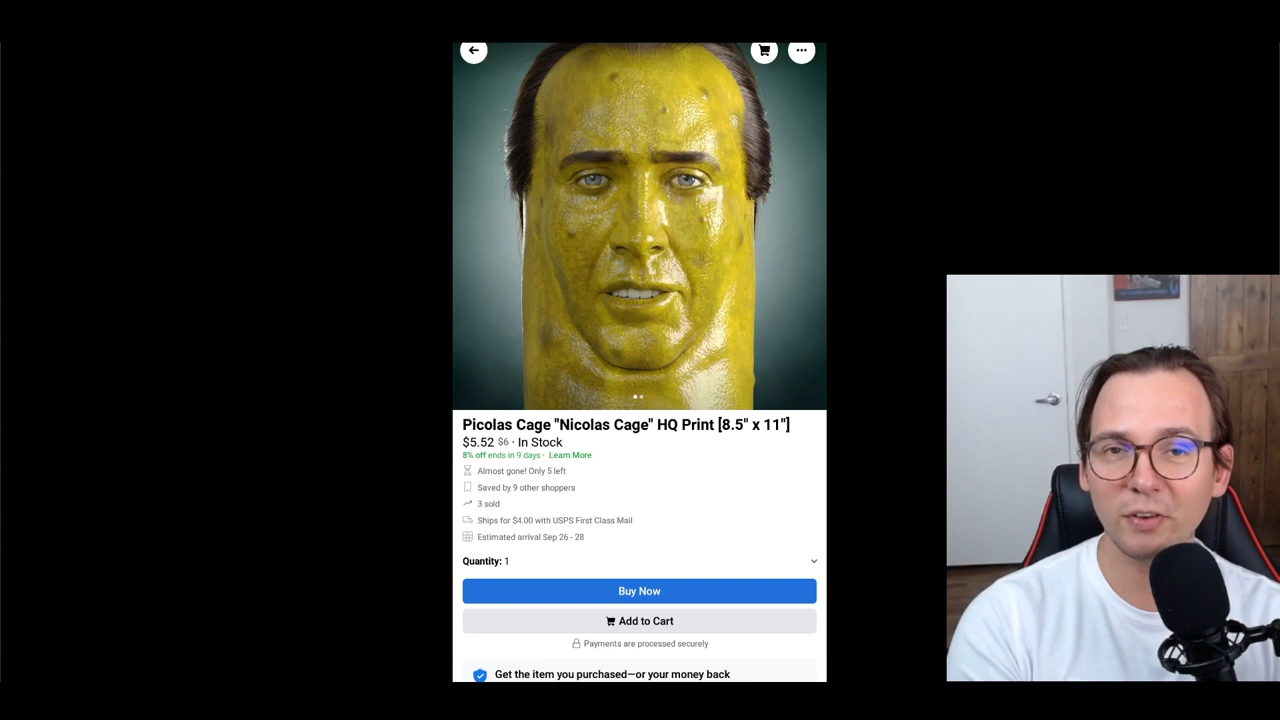 Picolas Cage "Nicolas Cage" HQ Print [8.5" x 11"]
$5.52 $6 · In Stock
8% off ends in 9 days · Learn More
Almost gone! Only 5 left
Saved by 9 other shoppers
3 sold
Ships for $4.00 with USPS First Class Mail
Estimated arrival Sep 26 - 28
Quantity: 1
Buy Now
Add to Cart
Payments are processed securely
Get the item you purchased—or your money back